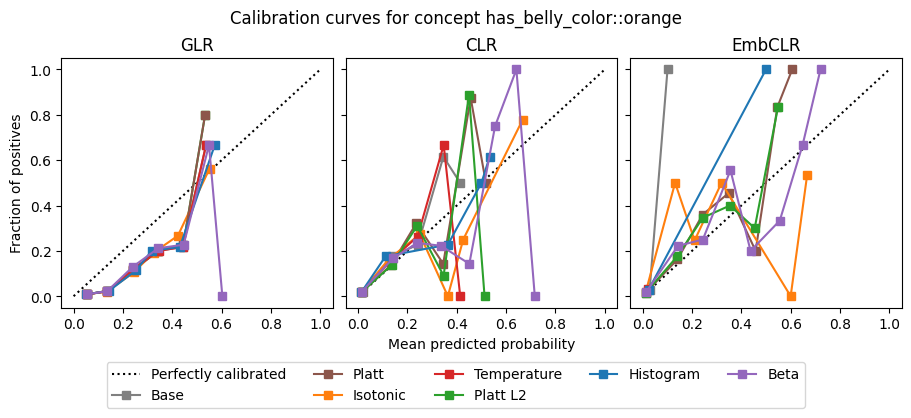 Calibration curves for concept has_belly_color::orange
GLR
CLR
EmbCLR
Fraction of positives
1.0
0.8
0.6
0.4
0.2
0.0
0.0 0.2 0.4 0.6 0.8 1.0
0.0 0.2 0.4 0.6 0.8 1.0
0.0 0.2 0.4 0.6 0.8 1.0
Mean predicted probability
Perfectly calibrated Platt Temperature Histogram Beta
Base Isotonic Platt L2